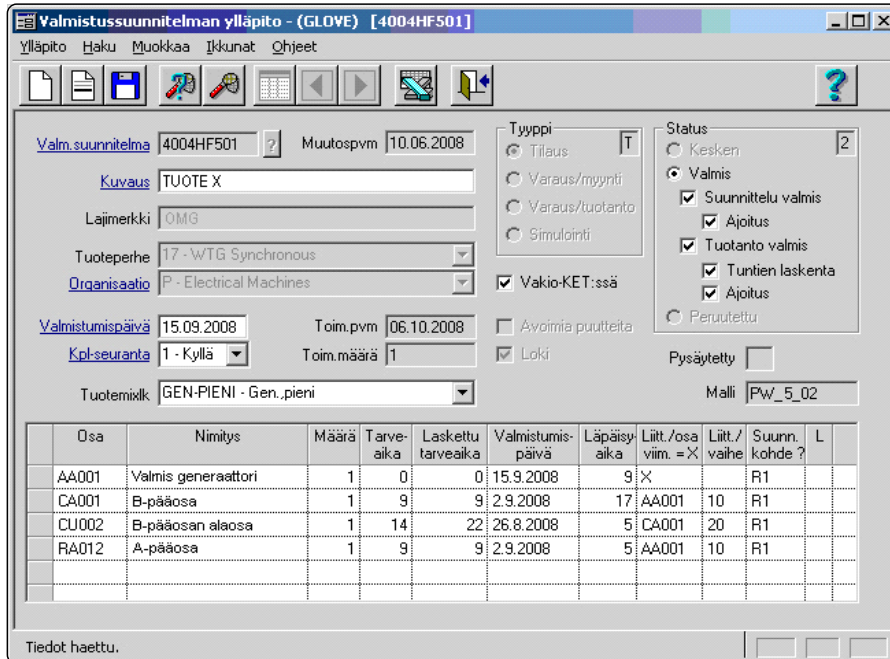 Valmistussuunnitelman ylläpito - (GLOVE) [4004HF501]
Ylläpito Haku Muokkaa Ikkunat Ohjeet
Valm.suunnitelma 4004HF501 ? Muutospvm 10.06.2008
Kuvaus TUOTE X
Lajimerkki OMG
Tuoteperhe 17 - WTG Synchronous
Organisaatio P - Electrical Machines
Valmistumispäivä 15.09.2008 Toim.pvm 06.10.2008
Kpl-seuranta 1 - Kyllä Toim.määrä 1
Tuotemixlk GEN-PIENI - Gen.,pieni
Tyyppi T
Tilaus
Varaus/myynti
Varaus/tuotanto
Simulointi
Vakio-KET:ssä
Avoimia puutteita
Loki
Status 2
Kesken
Valmis
Suunnittelu valmis
Ajoitus
Tuotanto valmis
Tuntien laskenta
Ajoitus
Peruutettu
Pysäytetty
Malli PW_5_02
Osa Nimitys Määrä Tarve-aika Laskettu tarveaika Valmistumis-päivä Läpäisy-aika Liitt./osa viim. = X Liitt./vaihe Suunn. kohde ? L
AA001 Valmis generaattori 1 0 0 15.9.2008 9 X R1
CA001 B-pääosa 1 9 9 2.9.2008 17 AA001 10 R1
CU002 B-pääosan alaosa 1 14 22 26.8.2008 5 CA001 20 R1
RA012 A-pääosa 1 9 9 2.9.2008 5 AA001 10 R1
Tiedot haettu.